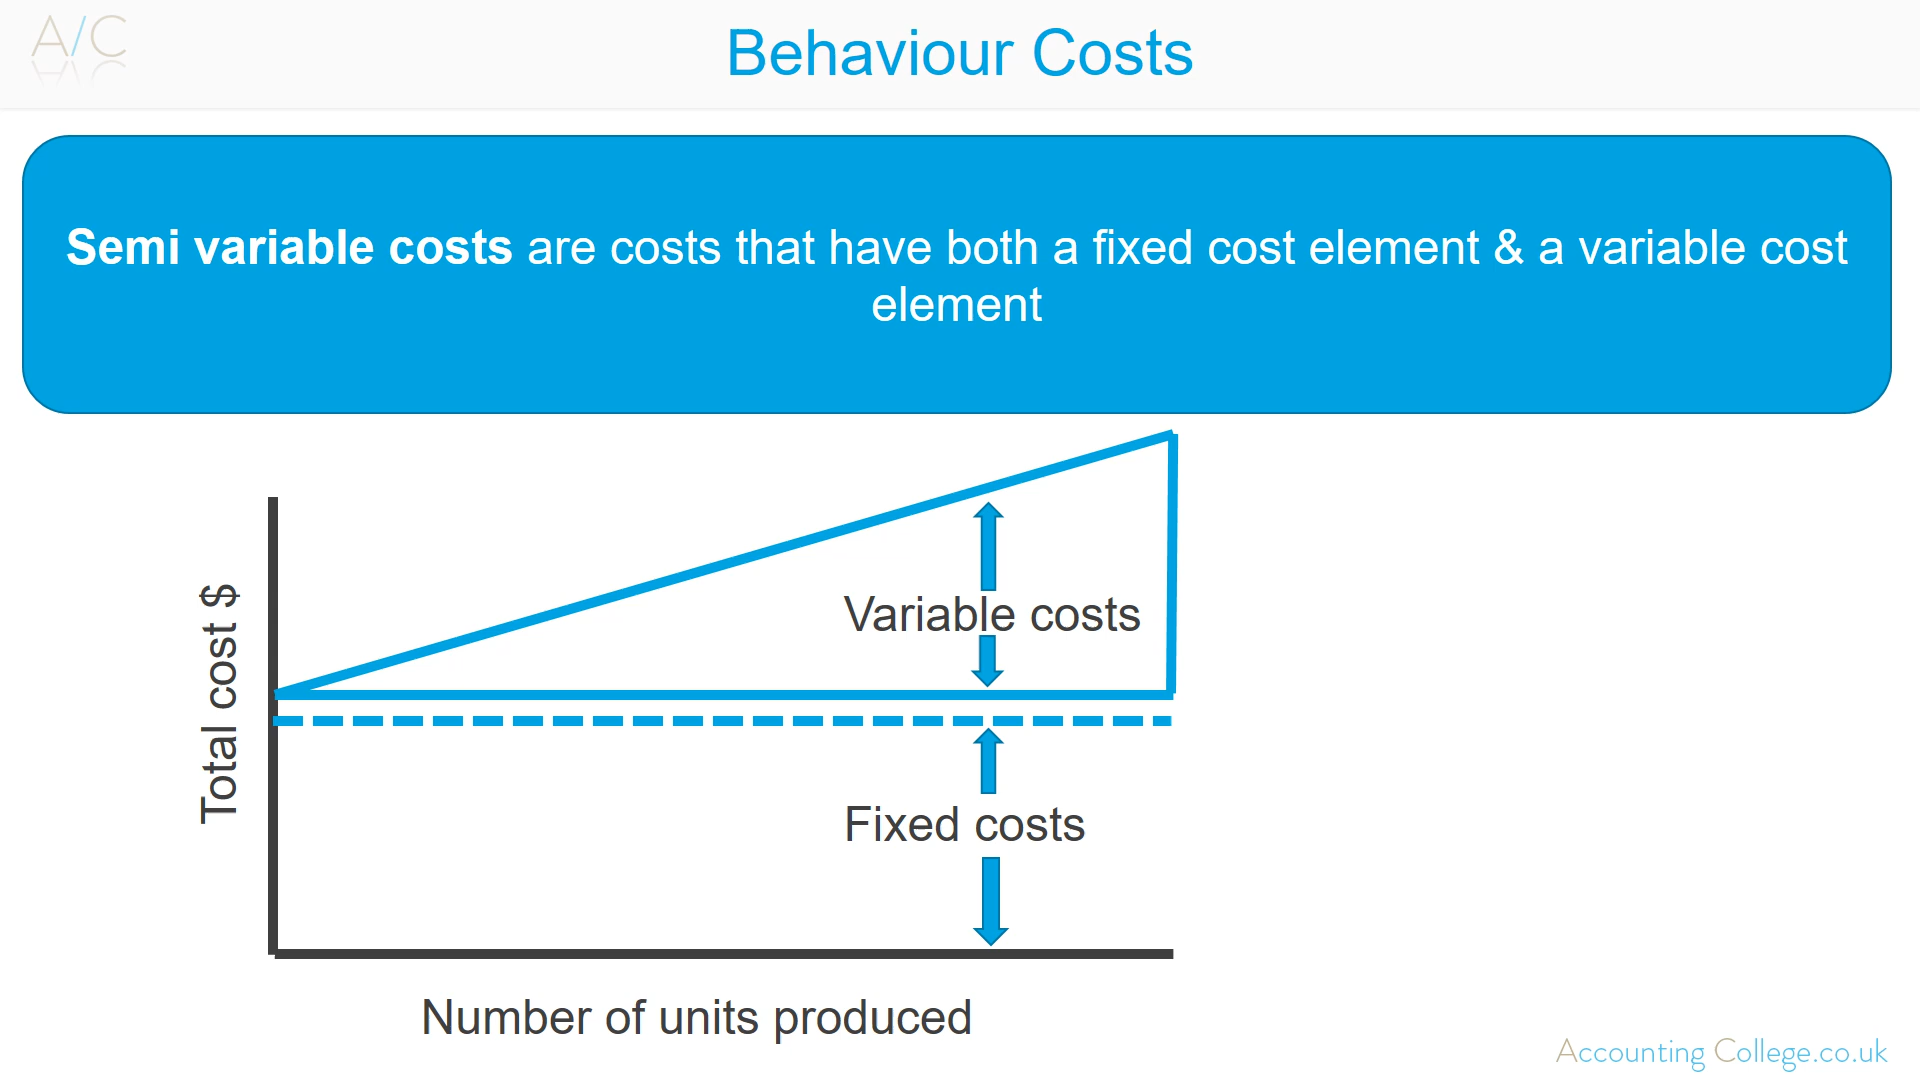 A/C
Behaviour Costs
Semi variable costs are costs that have both a fixed cost element & a variable cost
element
Total cost $
Variable costs
Fixed costs
Number of units produced
Accounting College.co.uk